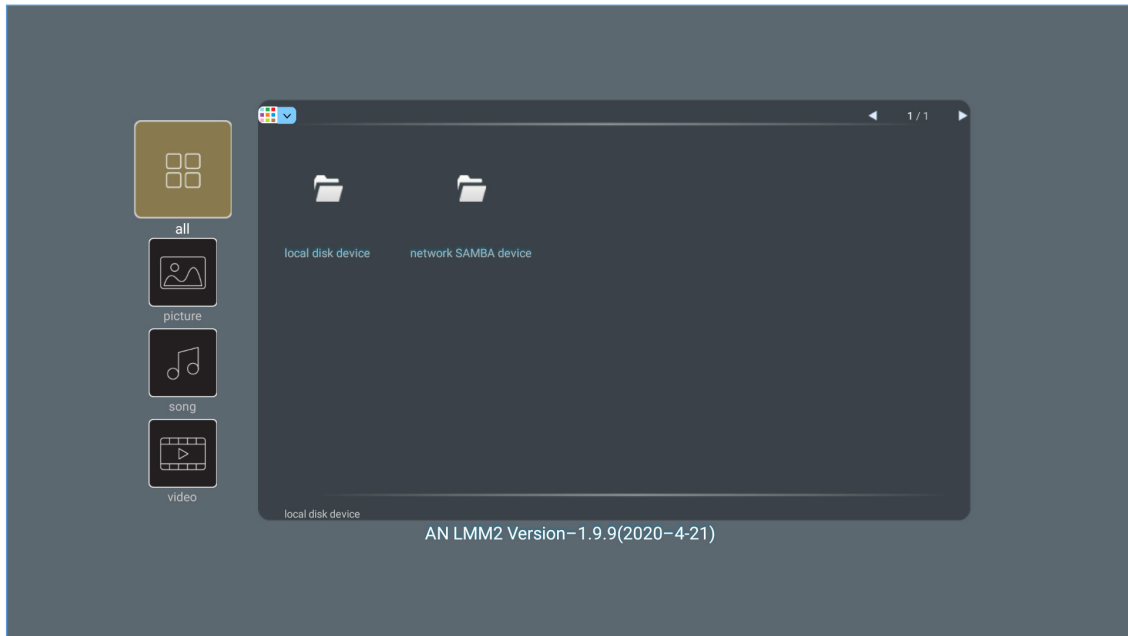 1 / 1
all
local disk device
network SAMBA device
picture
song
video
local disk device
AN LMM2 Version–1.9.9(2020–4-21)